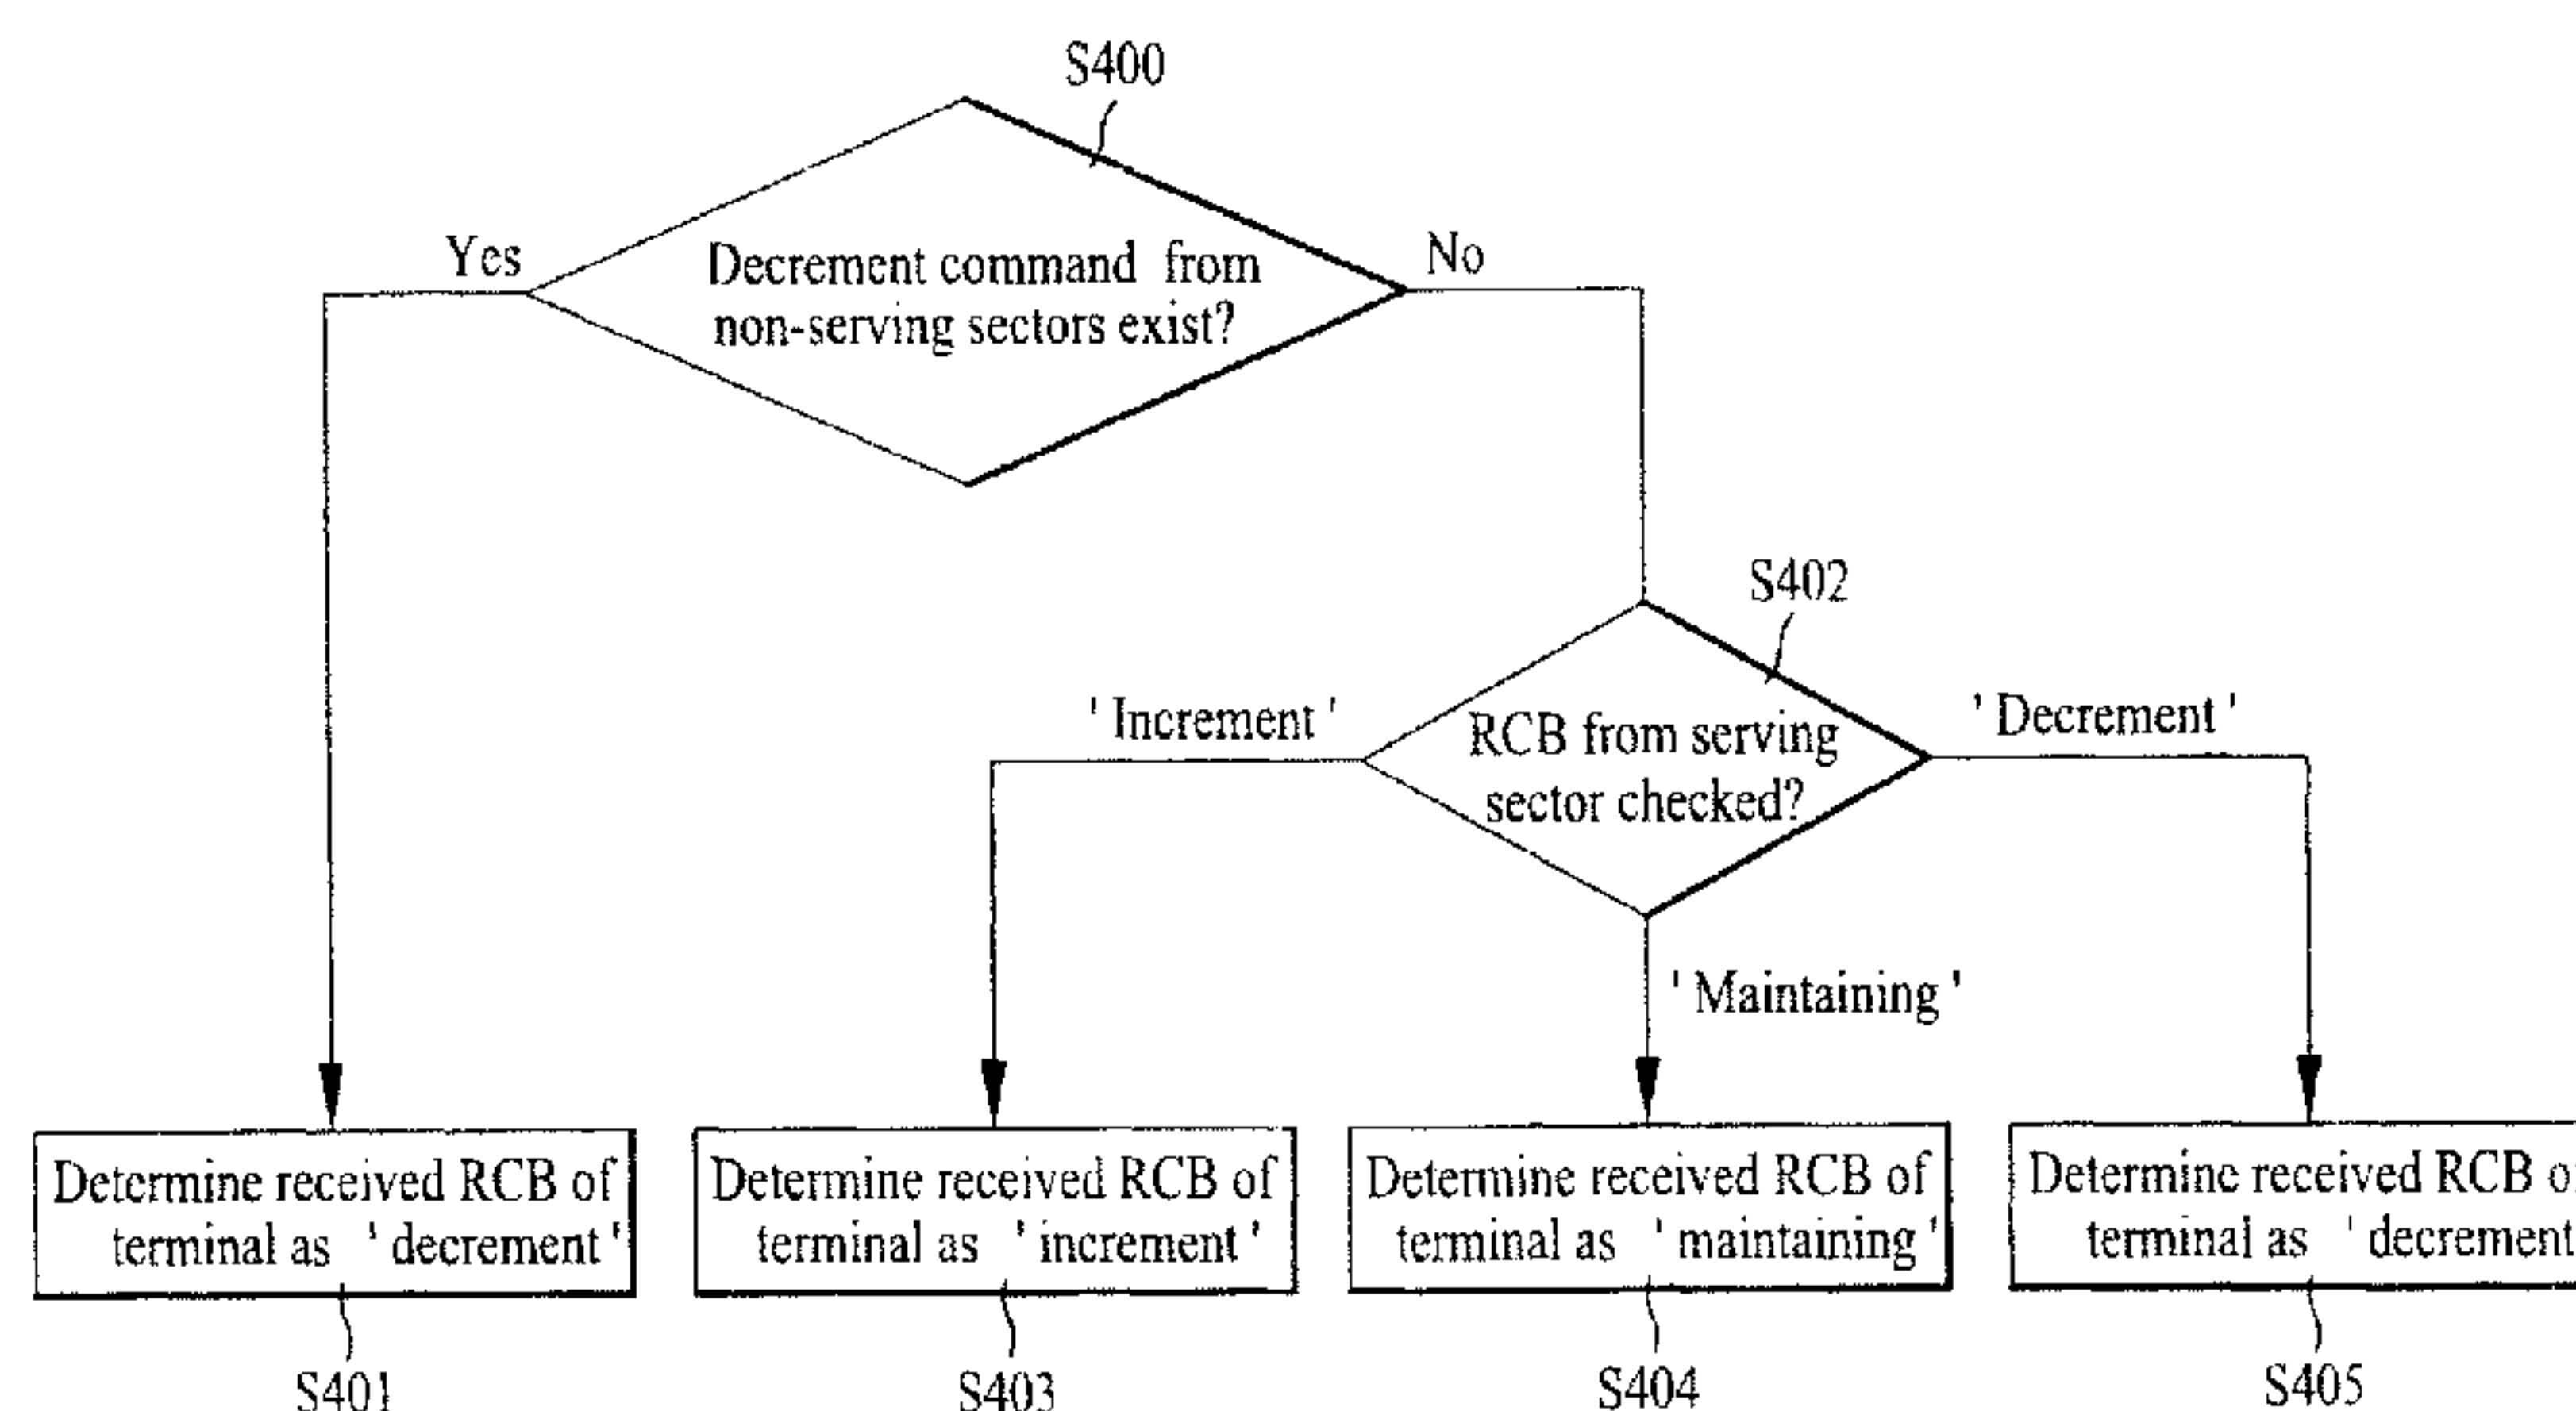 S400
Yes
Decrement command from
non-serving sectors exist?
No
S402
' Increment '
RCB from serving
sector checked?
' Decrement '
' Maintaining '
Determine received RCB of
terminal as ' decrement '
Determine received RCB of
terminal as ' increment '
Determine received RCB of
terminal as ' maintaining '
Determine received RCB of
terminal as ' decrement
S401
S403
S404
S405